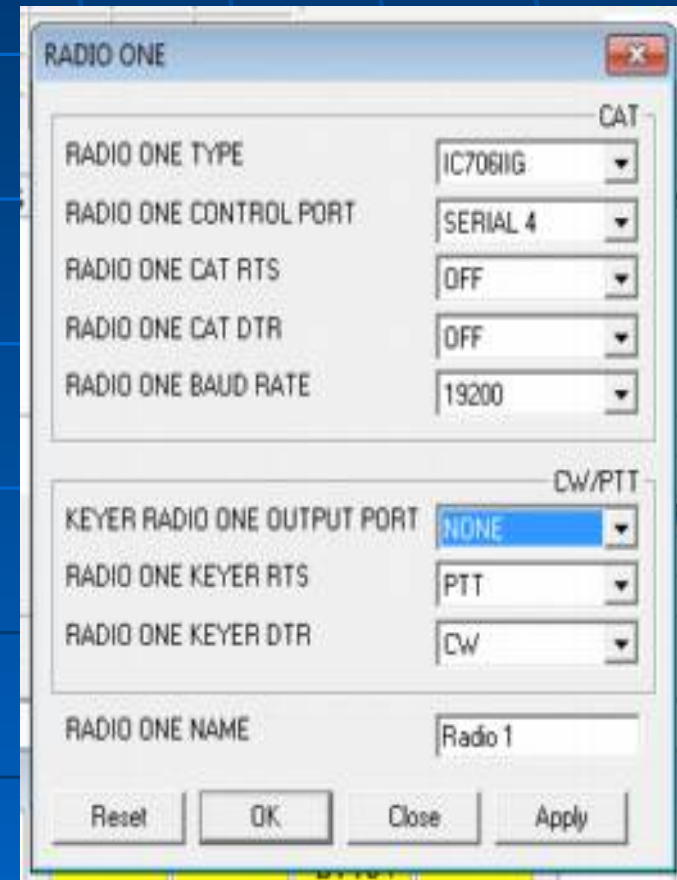 RADIO ONE
CAT
RADIO ONE TYPE IC706IIG
RADIO ONE CONTROL PORT SERIAL 4
RADIO ONE CAT RTS OFF
RADIO ONE CAT DTR OFF
RADIO ONE BAUD RATE 19200
CW/PTT
KEYER RADIO ONE OUTPUT PORT NONE
RADIO ONE KEYER RTS PTT
RADIO ONE KEYER DTR CW
RADIO ONE NAME Radio 1
Reset OK Close Apply